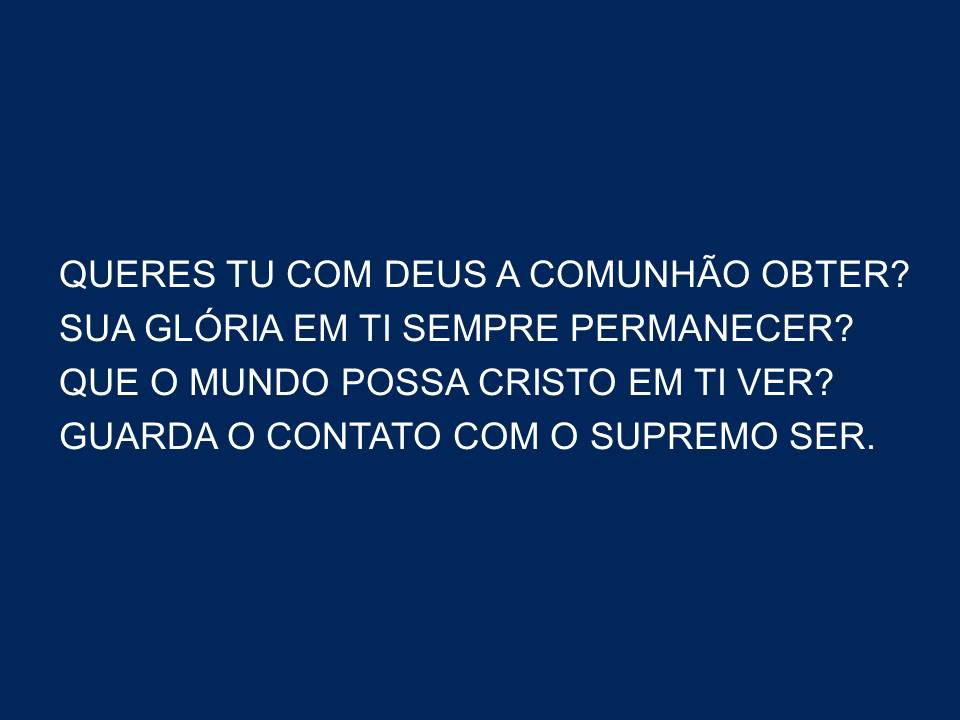 QUERES TU COM DEUS A COMUNHÃO OBTER?
SUA GLÓRIA EM TI SEMPRE PERMANECER?
QUE O MUNDO POSSA CRISTO EM TI VER?
GUARDA O CONTATO COM O SUPREMO SER.